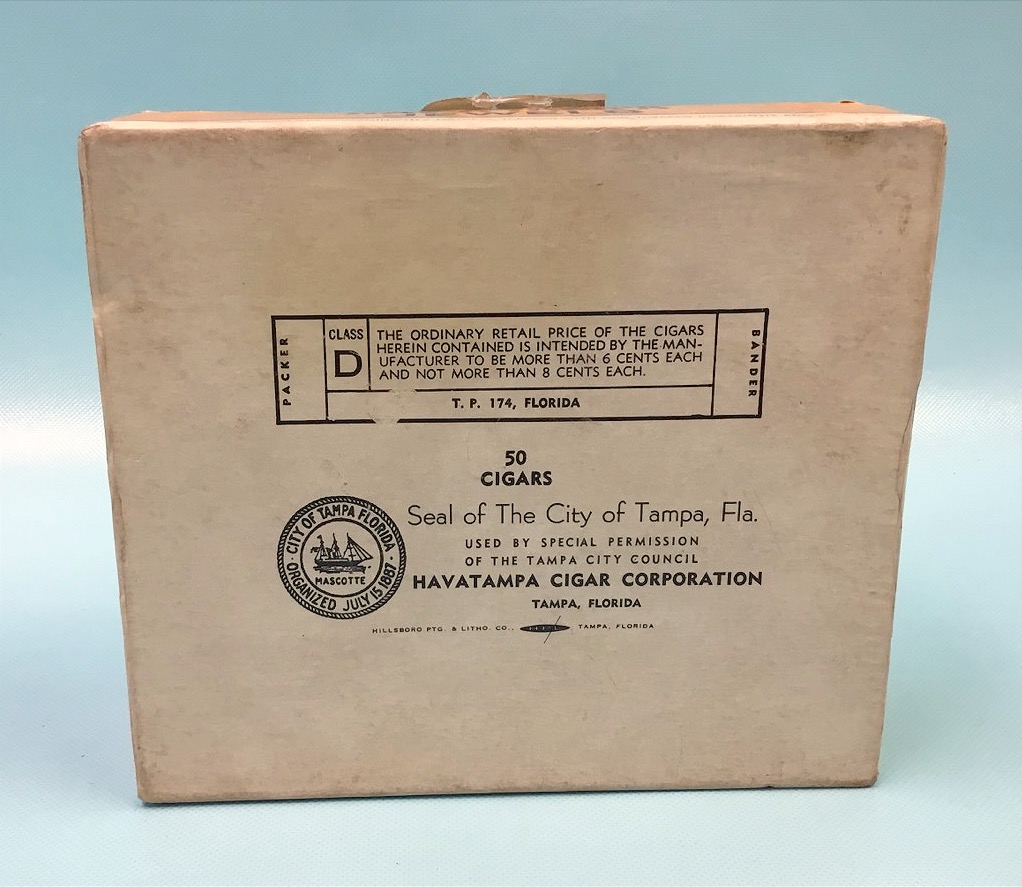 PACKER
CLASS
D
THE ORDINARY RETAIL PRICE OF THE CIGARS
HEREIN CONTAINED IS INTENDED BY THE MAN-
UFACTURER TO BE MORE THAN 6 CENTS EACH
AND NOT MORE THAN 8 CENTS EACH.
T. P. 174, FLORIDA
BANDER
50
CIGARS
CITY OF TAMPA FLORIDA
MASCOTTE
ORGANIZED JULY 15 1887
Seal of The City of Tampa, Fla.
USED BY SPECIAL PERMISSION
OF THE TAMPA CITY COUNCIL
HAVATAMPA CIGAR CORPORATION
TAMPA, FLORIDA
HILLSBORO PTG. & LITHO. CO., TAMPA, FLORIDA